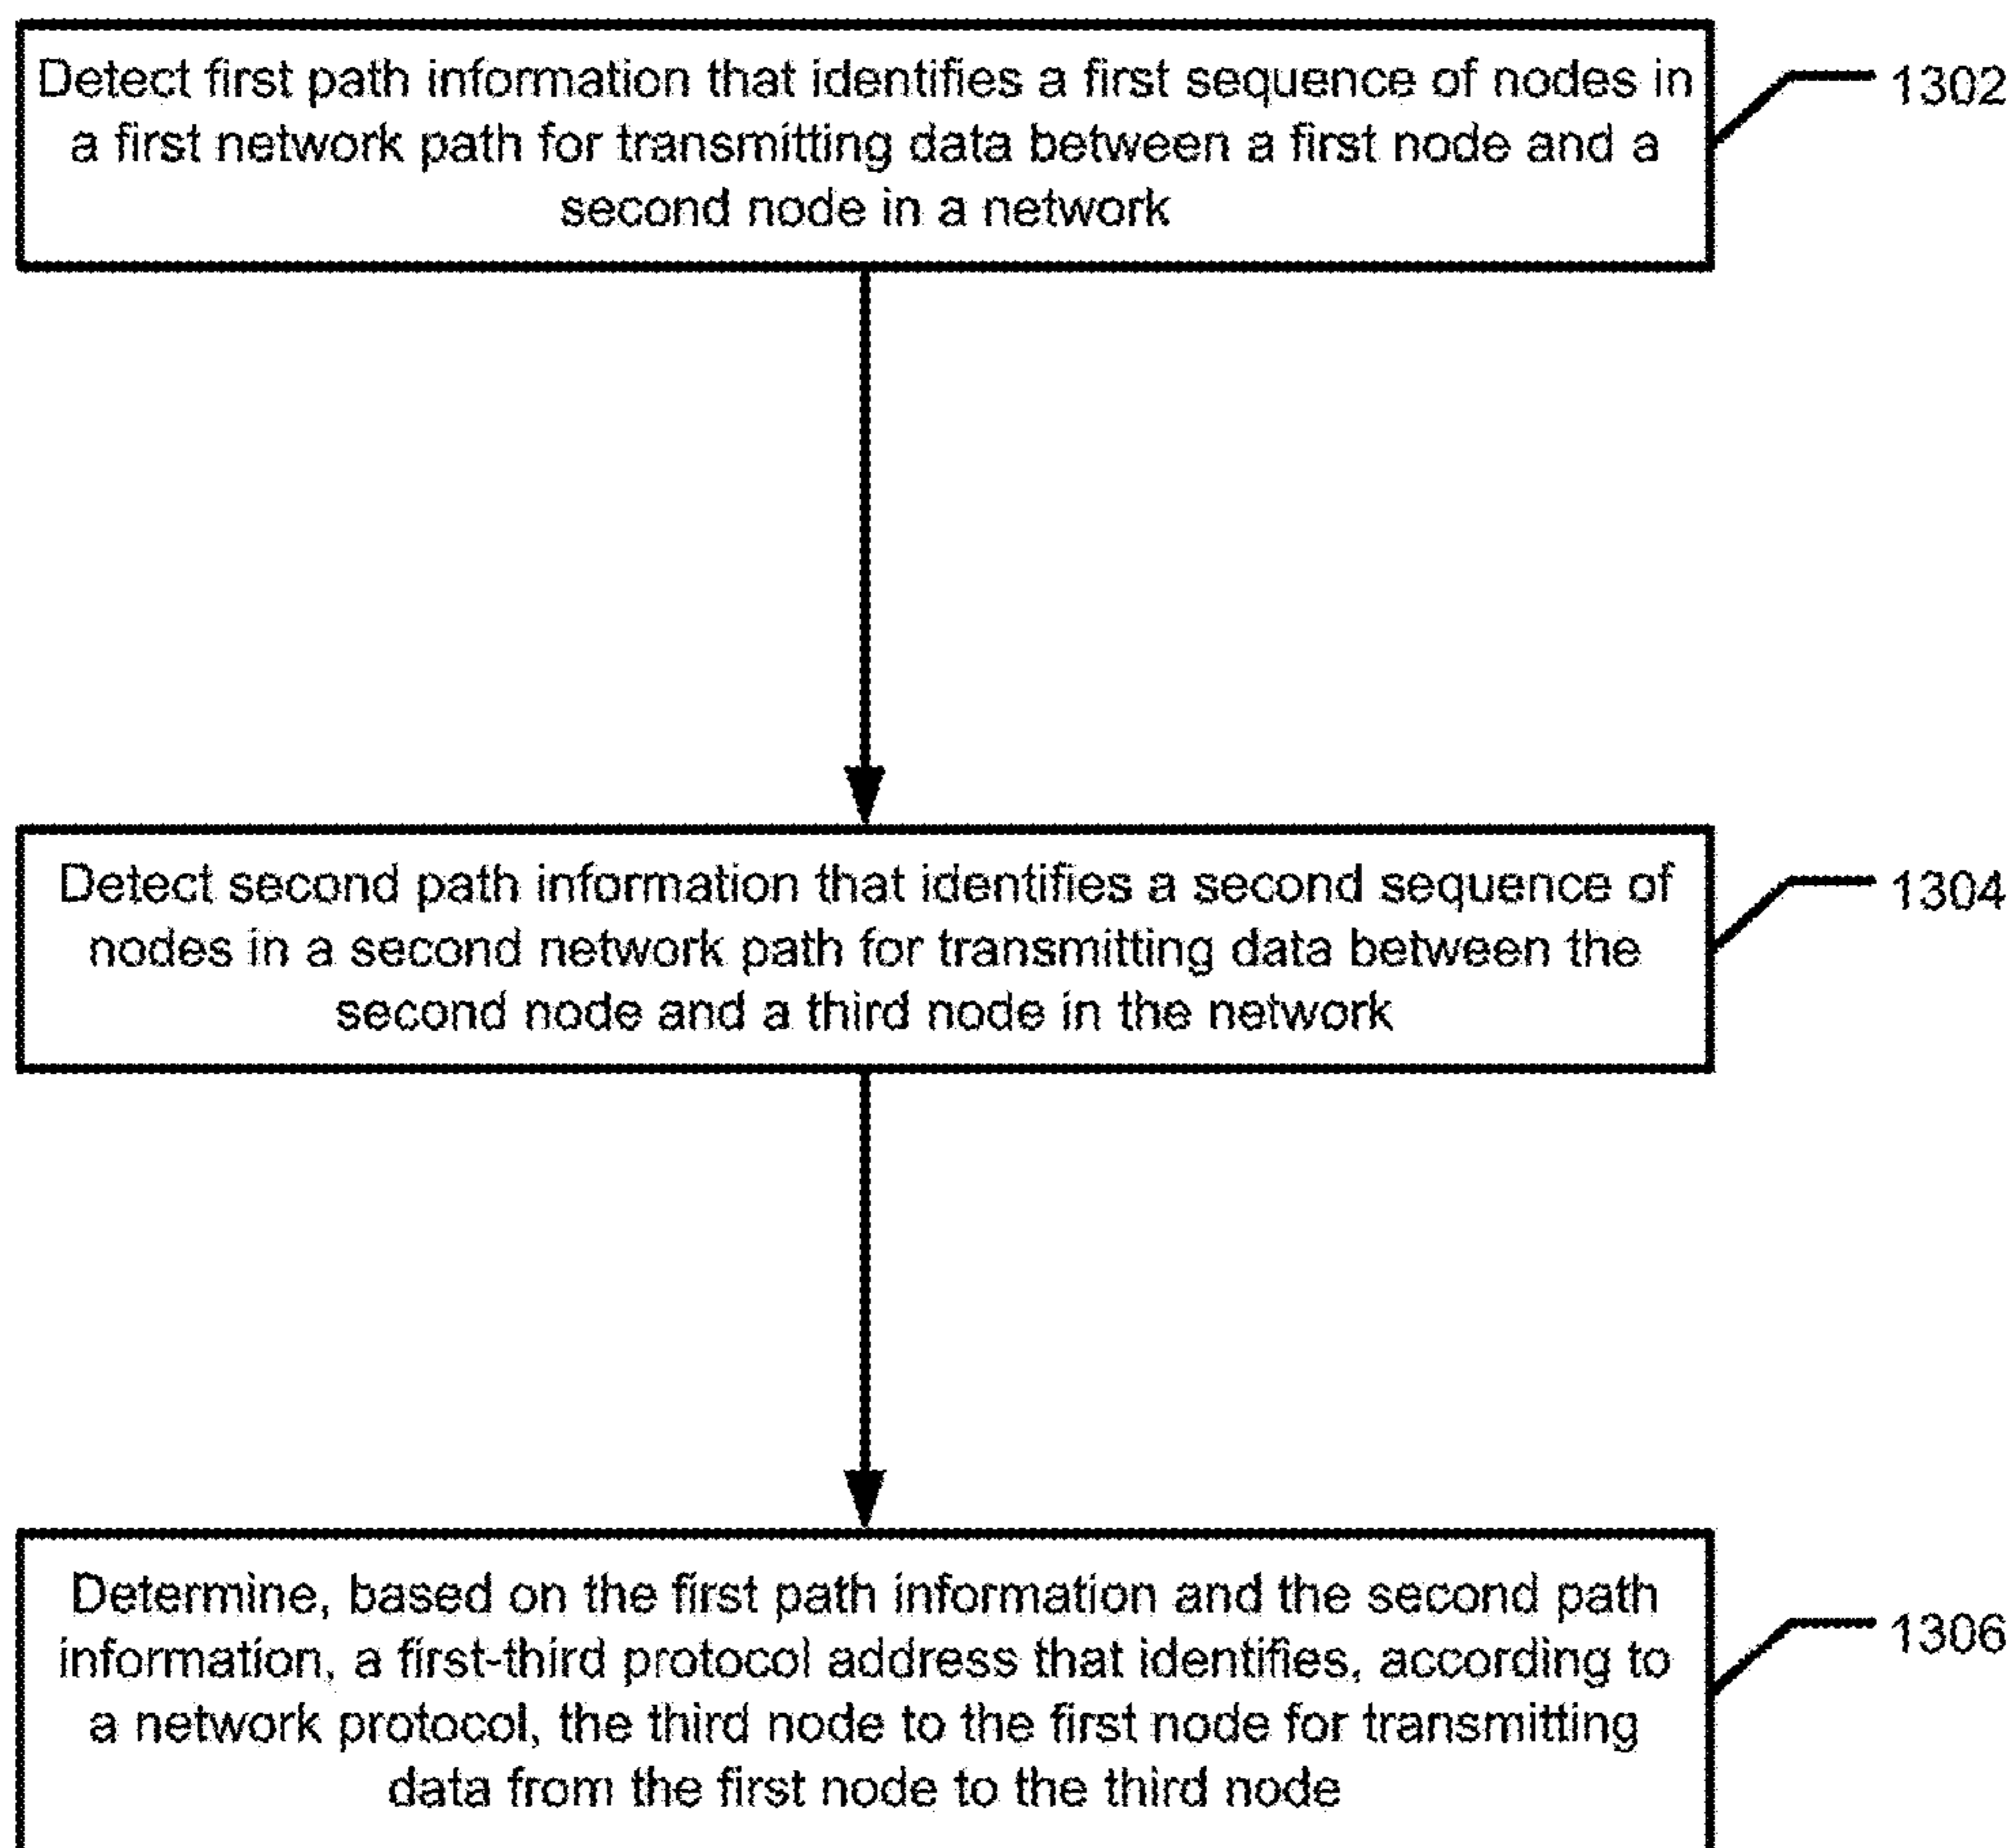 Detect first path information that identifies a first sequence of nodes in
a first network path for transmitting data between a first node and a
second node in a network
1302
Detect second path information that identifies a second sequence of
nodes in a second network path for transmitting data between the
second node and a third node in the network
1304
Determine, based on the first path information and the second path
information, a first-third protocol address that identifies, according to
a network protocol, the third node to the first node for transmitting
data from the first node to the third node
1306